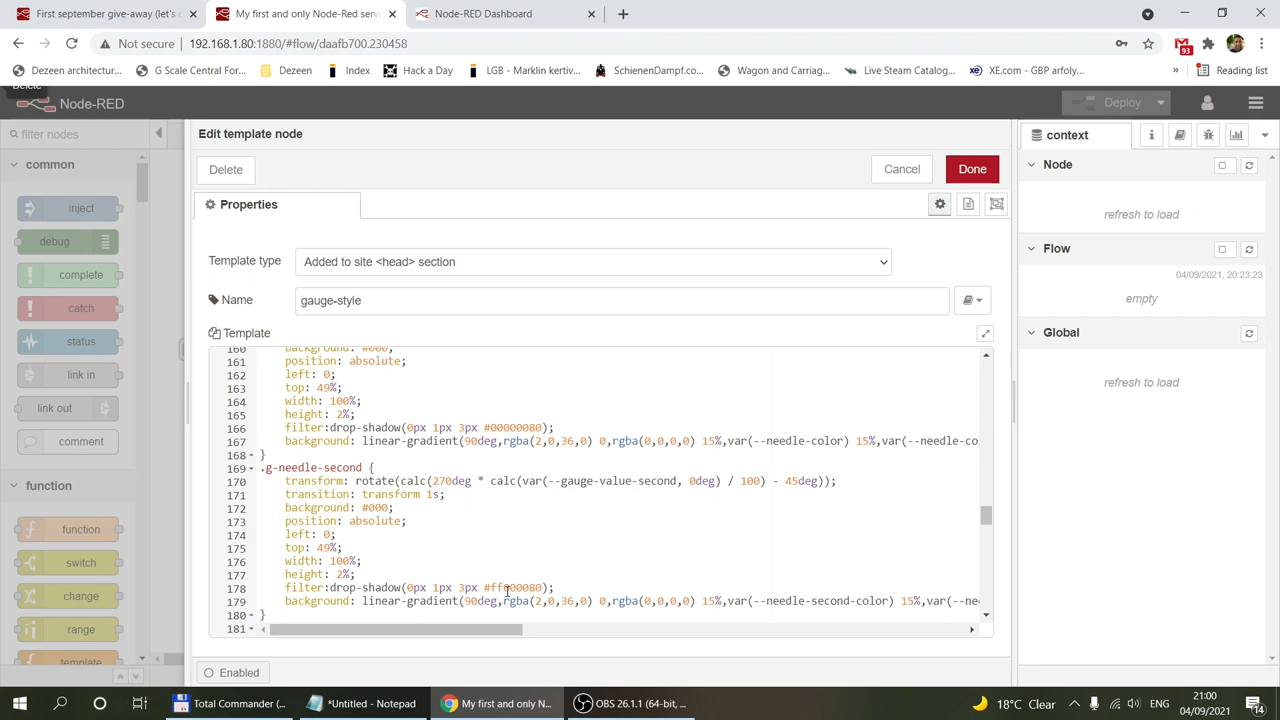 First september give-away (let's c
My first and only Node-Red serve
Node-RED Dashboard
Not secure
192.168.1.80:1880/#flow/daafb700.230458
93
Dezeen architectur...
G Scale Central For...
Dezeen
Index
Hack a Day
LGB - Marklin kertiv...
SchienenDampf.co...
Wagon and Carriag...
Live Steam Catalog...
XE.com - GBP arfoly...
»
Reading list
Delete
Node-RED
Deploy
filter nodes
Edit template node
context
Delete
Cancel
Done
common
Node
inject
Properties
refresh to load
debug
Flow
complete
Template type
Added to site <head> section
04/09/2021, 20:23:23
catch
Name
gauge-style
empty
status
Template
Global
link in
160 background: #000;
161 position: absolute;
162 left: 0;
163 top: 49%;
164 width: 100%;
165 height: 2%;
166 filter:drop-shadow(0px 1px 3px #00000080);
167 background: linear-gradient(90deg,rgba(2,0,36,0) 0,rgba(0,0,0,0) 15%,var(--needle-color) 15%,var(--needle-co
168 }
169 .g-needle-second {
170 transform: rotate(calc(270deg * calc(var(--gauge-value-second, 0deg) / 100) - 45deg));
171 transition: transform 1s;
172 background: #000;
173 position: absolute;
174 left: 0;
175 top: 49%;
176 width: 100%;
177 height: 2%;
178 filter:drop-shadow(0px 1px 3px #ff000080);
179 background: linear-gradient(90deg,rgba(2,0,36,0) 0,rgba(0,0,0,0) 15%,var(--needle-second-color) 15%,var(--ne
180 }
181
refresh to load
link out
comment
function
function
switch
change
range
template
Enabled
Total Commander (...
*Untitled - Notepad
My first and only N...
OBS 26.1.1 (64-bit, ...
18°C Clear
21:00
04/09/2021
14